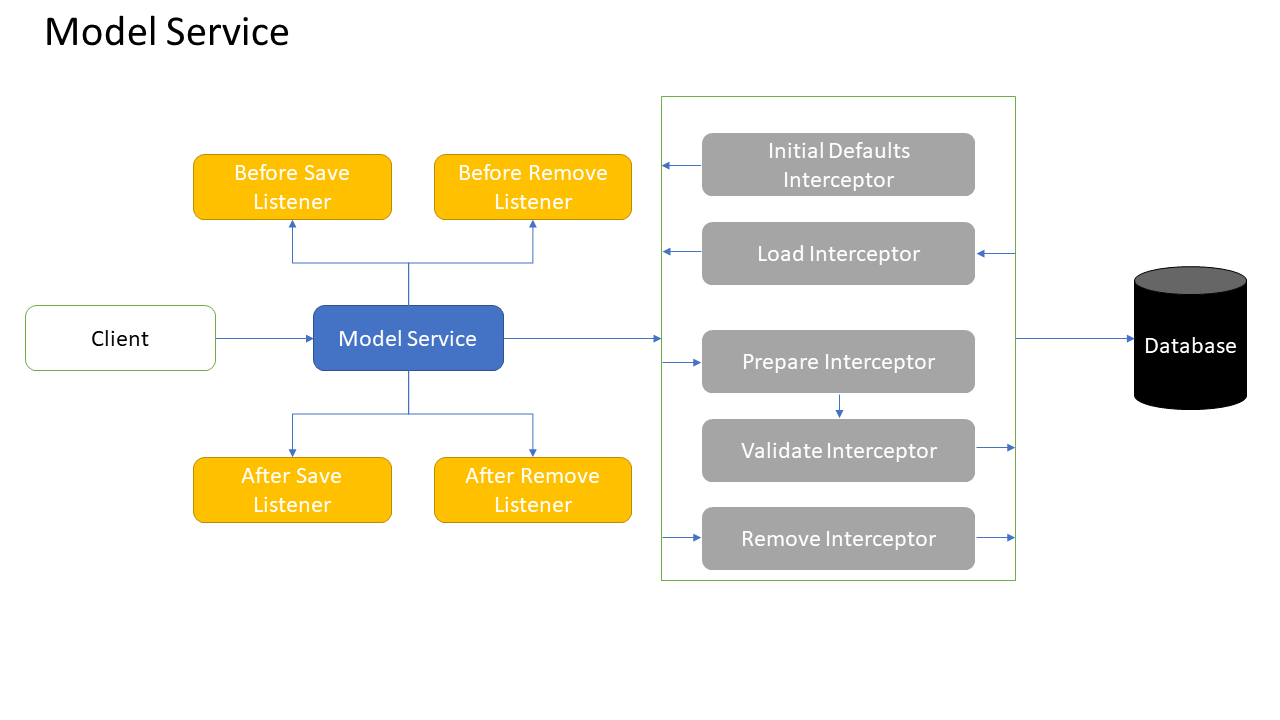 Model Service
Before Save
Listener
Before Remove
Listener
Initial Defaults
Interceptor
Load Interceptor
Client
Model Service
Prepare Interceptor
Database
Validate Interceptor
After Save
Listener
After Remove
Listener
Remove Interceptor